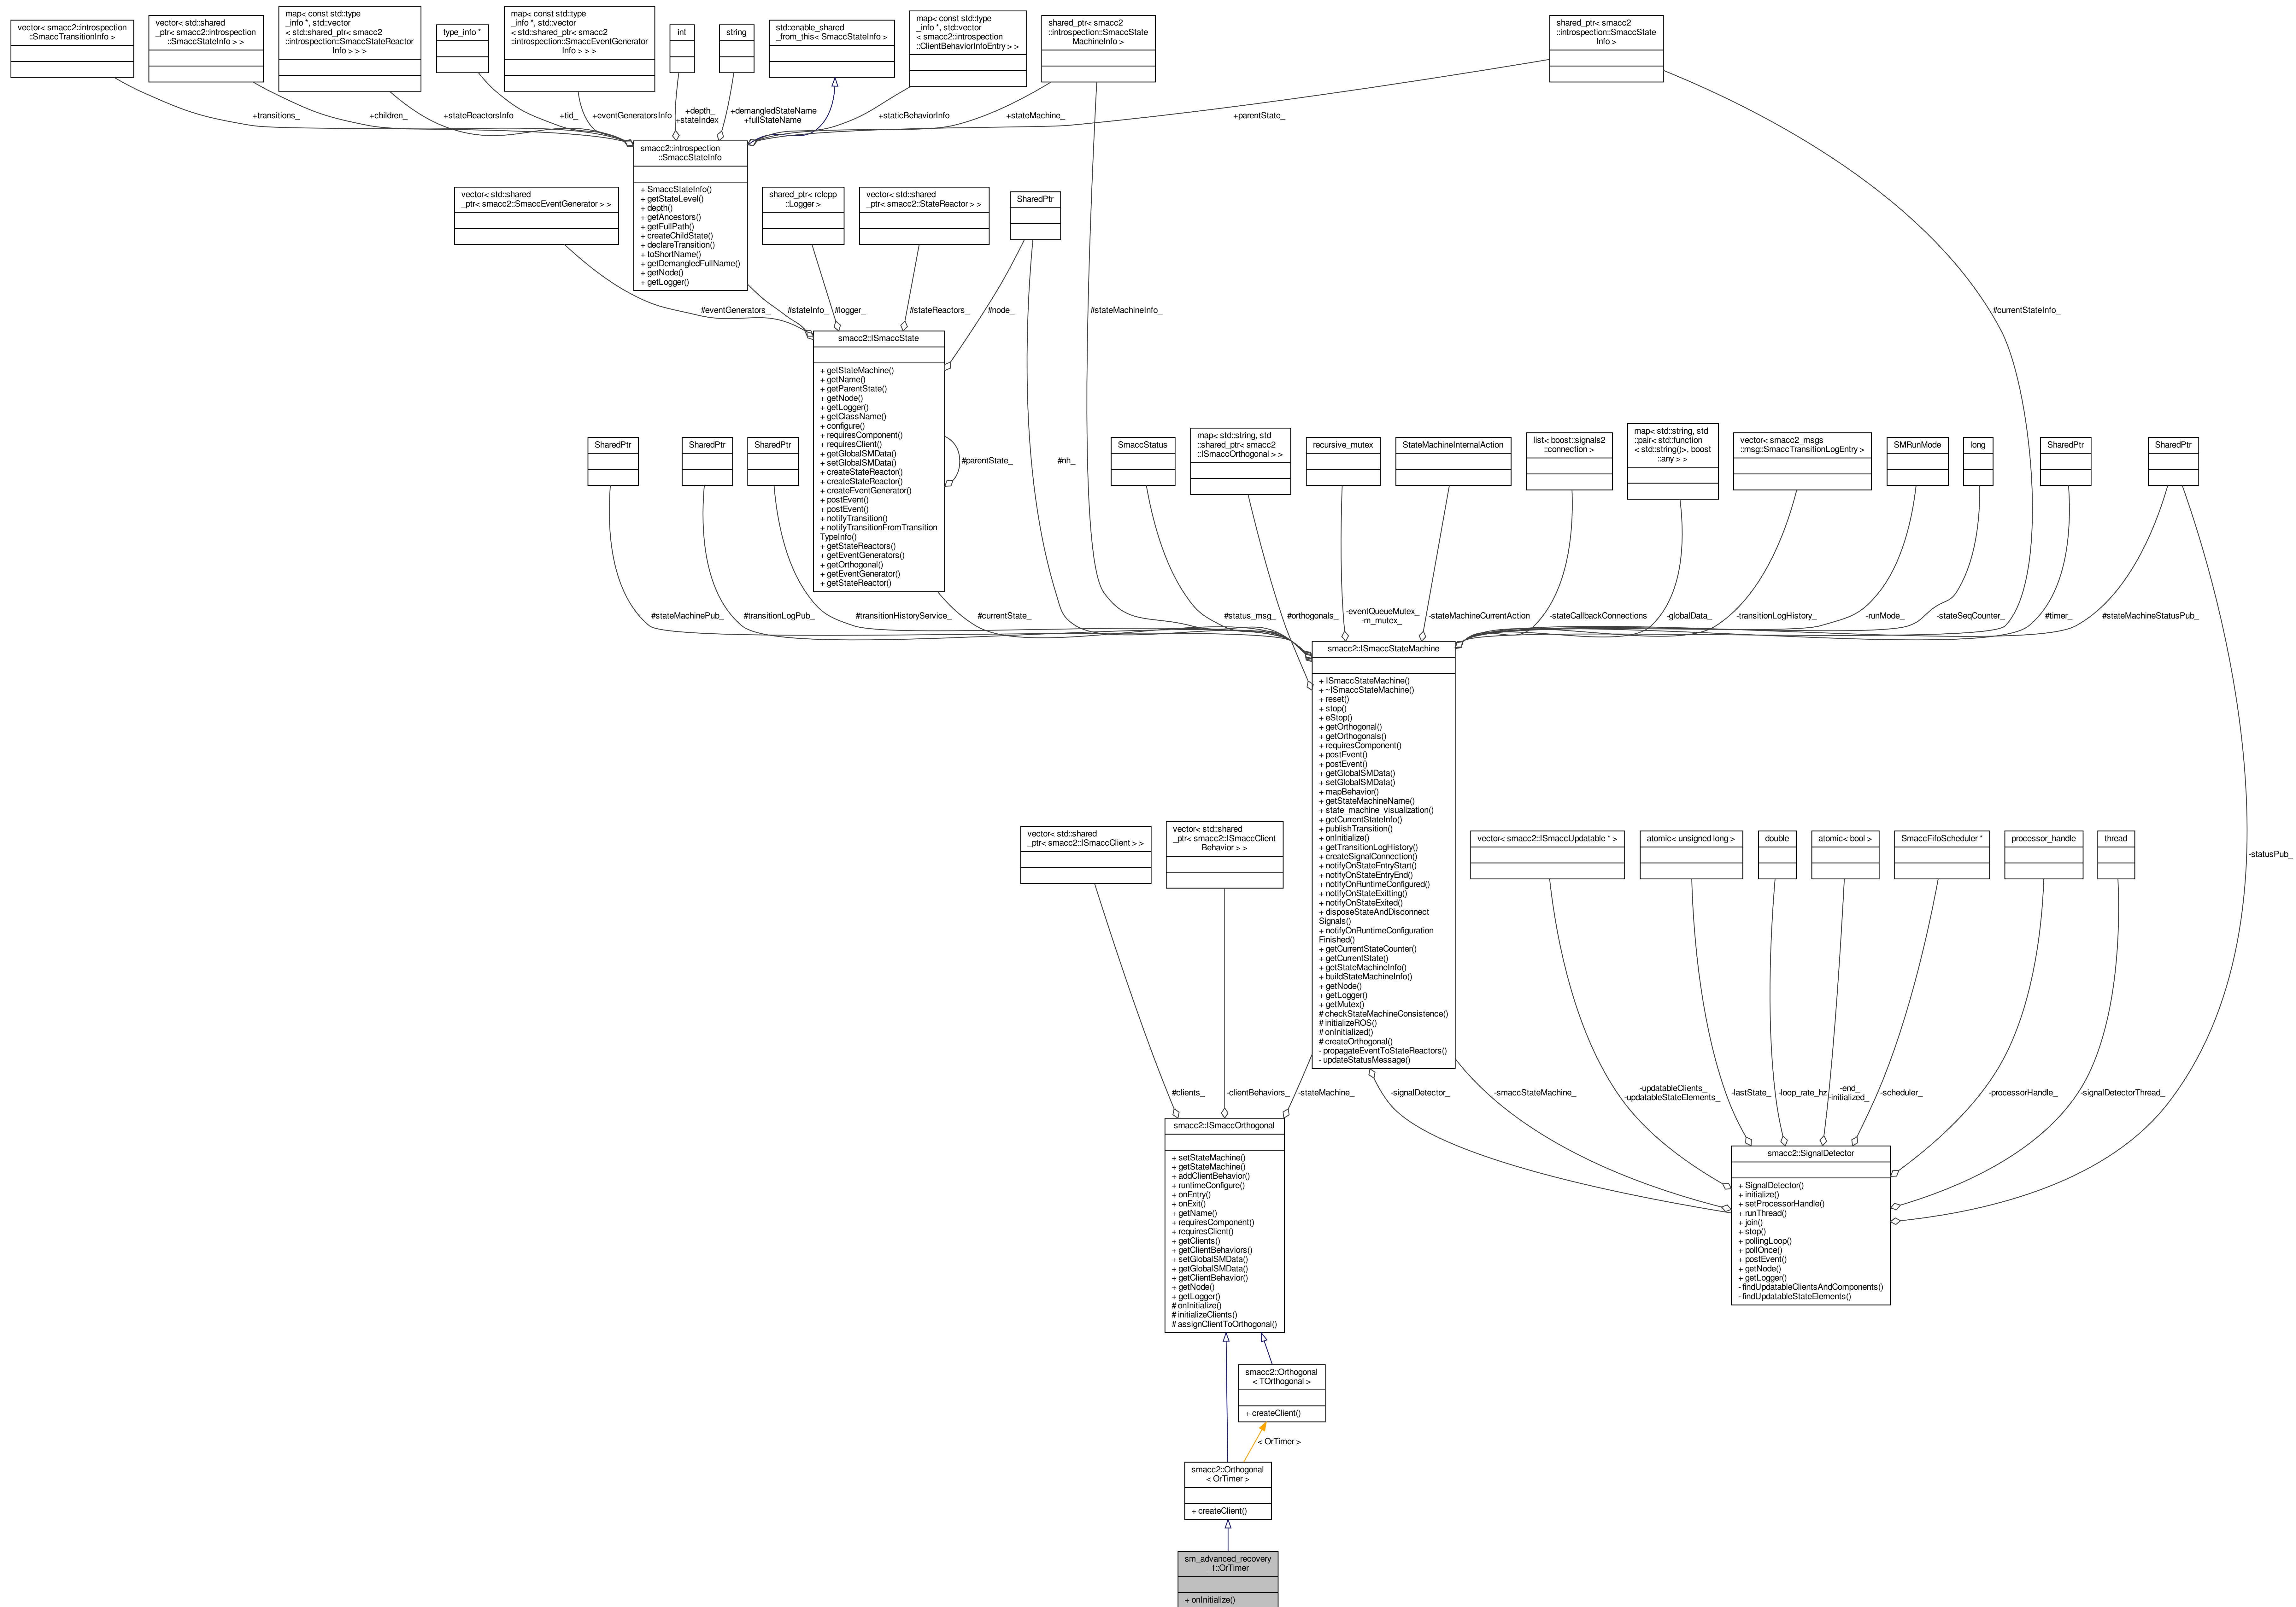 vector< smacc2::introspection
::SmaccTransitionInfo >
vector< std::shared
_ptr< smacc2::introspection
::SmaccStateInfo > >
map< const std::type
_info *, std::vector
< std::shared_ptr< smacc2
::introspection::SmaccStateReactor
Info > > >
type_info *
map< const std::type
_info *, std::vector
< std::shared_ptr< smacc2
::introspection::SmaccEventGenerator
Info > > >
int
string
std::enable_shared
_from_this< SmaccStateInfo >
map< const std::type
_info *, std::vector
< smacc2::introspection
::ClientBehaviorInfoEntry > >
shared_ptr< smacc2
::introspection::SmaccState
MachineInfo >
shared_ptr< smacc2
::introspection::SmaccState
Info >
+transitions_
+children_
+stateReactorsInfo
+tid_
+eventGeneratorsInfo
+depth_
+stateIndex_
+demangledStateName
+fullStateName
+staticBehaviorInfo
+stateMachine_
+parentState_
smacc2::introspection
::SmaccStateInfo
+ SmaccStateInfo()
+ getStateLevel()
+ depth()
+ getAncestors()
+ getFullPath()
+ createChildState()
+ declareTransition()
+ toShortName()
+ getDemangledFullName()
+ getNode()
+ getLogger()
vector< std::shared
_ptr< smacc2::SmaccEventGenerator > >
shared_ptr< rclcpp
::Logger >
vector< std::shared
_ptr< smacc2::StateReactor > >
SharedPtr
#eventGenerators_
#stateInfo_
#logger_
#stateReactors_
#node_
#stateMachineInfo_
#currentStateInfo_
smacc2::ISmaccState
+ getStateMachine()
+ getName()
+ getParentState()
+ getNode()
+ getLogger()
+ getClassName()
+ configure()
+ requiresComponent()
+ requiresClient()
+ getGlobalSMData()
+ setGlobalSMData()
+ createStateReactor()
+ createStateReactor()
+ createEventGenerator()
+ postEvent()
+ postEvent()
+ notifyTransition()
+ notifyTransitionFromTransition
TypeInfo()
+ getStateReactors()
+ getEventGenerators()
+ getOrthogonal()
+ getEventGenerator()
+ getStateReactor()
#parentState_
#nh_
SharedPtr
SharedPtr
SharedPtr
SmaccStatus
map< std::string, std
::shared_ptr< smacc2
::ISmaccOrthogonal > >
recursive_mutex
StateMachineInternalAction
list< boost::signals2
::connection >
map< std::string, std
::pair< std::function
< std::string()>, boost
::any > >
vector< smacc2_msgs
::msg::SmaccTransitionLogEntry >
SMRunMode
long
SharedPtr
SharedPtr
#stateMachinePub_
#transitionLogPub_
#transitionHistoryService_
#currentState_
#status_msg_
#orthogonals_
-eventQueueMutex_
-m_mutex_
-stateMachineCurrentAction
-stateCallbackConnections
-globalData_
-transitionLogHistory_
-runMode_
-stateSeqCounter_
#timer_
#stateMachineStatusPub_
smacc2::ISmaccStateMachine
+ ISmaccStateMachine()
+ ~ISmaccStateMachine()
+ reset()
+ stop()
+ eStop()
+ getOrthogonal()
+ getOrthogonals()
+ requiresComponent()
+ postEvent()
+ postEvent()
+ getGlobalSMData()
+ setGlobalSMData()
+ mapBehavior()
+ getStateMachineName()
+ state_machine_visualization()
+ getCurrentStateInfo()
+ publishTransition()
+ onInitialize()
+ getTransitionLogHistory()
+ createSignalConnection()
+ notifyOnStateEntryStart()
+ notifyOnStateEntryEnd()
+ notifyOnRuntimeConfigured()
+ notifyOnStateExitting()
+ notifyOnStateExited()
+ disposeStateAndDisconnect
Signals()
+ notifyOnRuntimeConfiguration
Finished()
+ getCurrentStateCounter()
+ getCurrentState()
+ getStateMachineInfo()
+ buildStateMachineInfo()
+ getNode()
+ getLogger()
+ getMutex()
# checkStateMachineConsistence()
# initializeROS()
# onInitialized()
# createOrthogonal()
- propagateEventToStateReactors()
- updateStatusMessage()
vector< std::shared
_ptr< smacc2::ISmaccClient > >
vector< std::shared
_ptr< smacc2::ISmaccClient
Behavior > >
vector< smacc2::ISmaccUpdatable * >
atomic< unsigned long >
double
atomic< bool >
SmaccFifoScheduler *
processor_handle
thread
-statusPub_
#clients_
-clientBehaviors_
-stateMachine_
-signalDetector_
-smaccStateMachine_
-updatableClients_
-updatableStateElements_
-lastState_
-loop_rate_hz
-end_
-initialized_
-scheduler_
-processorHandle_
-signalDetectorThread_
smacc2::ISmaccOrthogonal
+ setStateMachine()
+ getStateMachine()
+ addClientBehavior()
+ runtimeConfigure()
+ onEntry()
+ onExit()
+ getName()
+ requiresComponent()
+ requiresClient()
+ getClients()
+ getClientBehaviors()
+ setGlobalSMData()
+ getGlobalSMData()
+ getClientBehavior()
+ getNode()
+ getLogger()
# onInitialize()
# initializeClients()
# assignClientToOrthogonal()
smacc2::SignalDetector
+ SignalDetector()
+ initialize()
+ setProcessorHandle()
+ runThread()
+ join()
+ stop()
+ pollingLoop()
+ pollOnce()
+ postEvent()
+ getNode()
+ getLogger()
- findUpdatableClientsAndComponents()
- findUpdatableStateElements()
smacc2::Orthogonal
< TOrthogonal >
+ createClient()
< OrTimer >
smacc2::Orthogonal
< OrTimer >
+ createClient()
sm_advanced_recovery
_1::OrTimer
+ onInitialize()